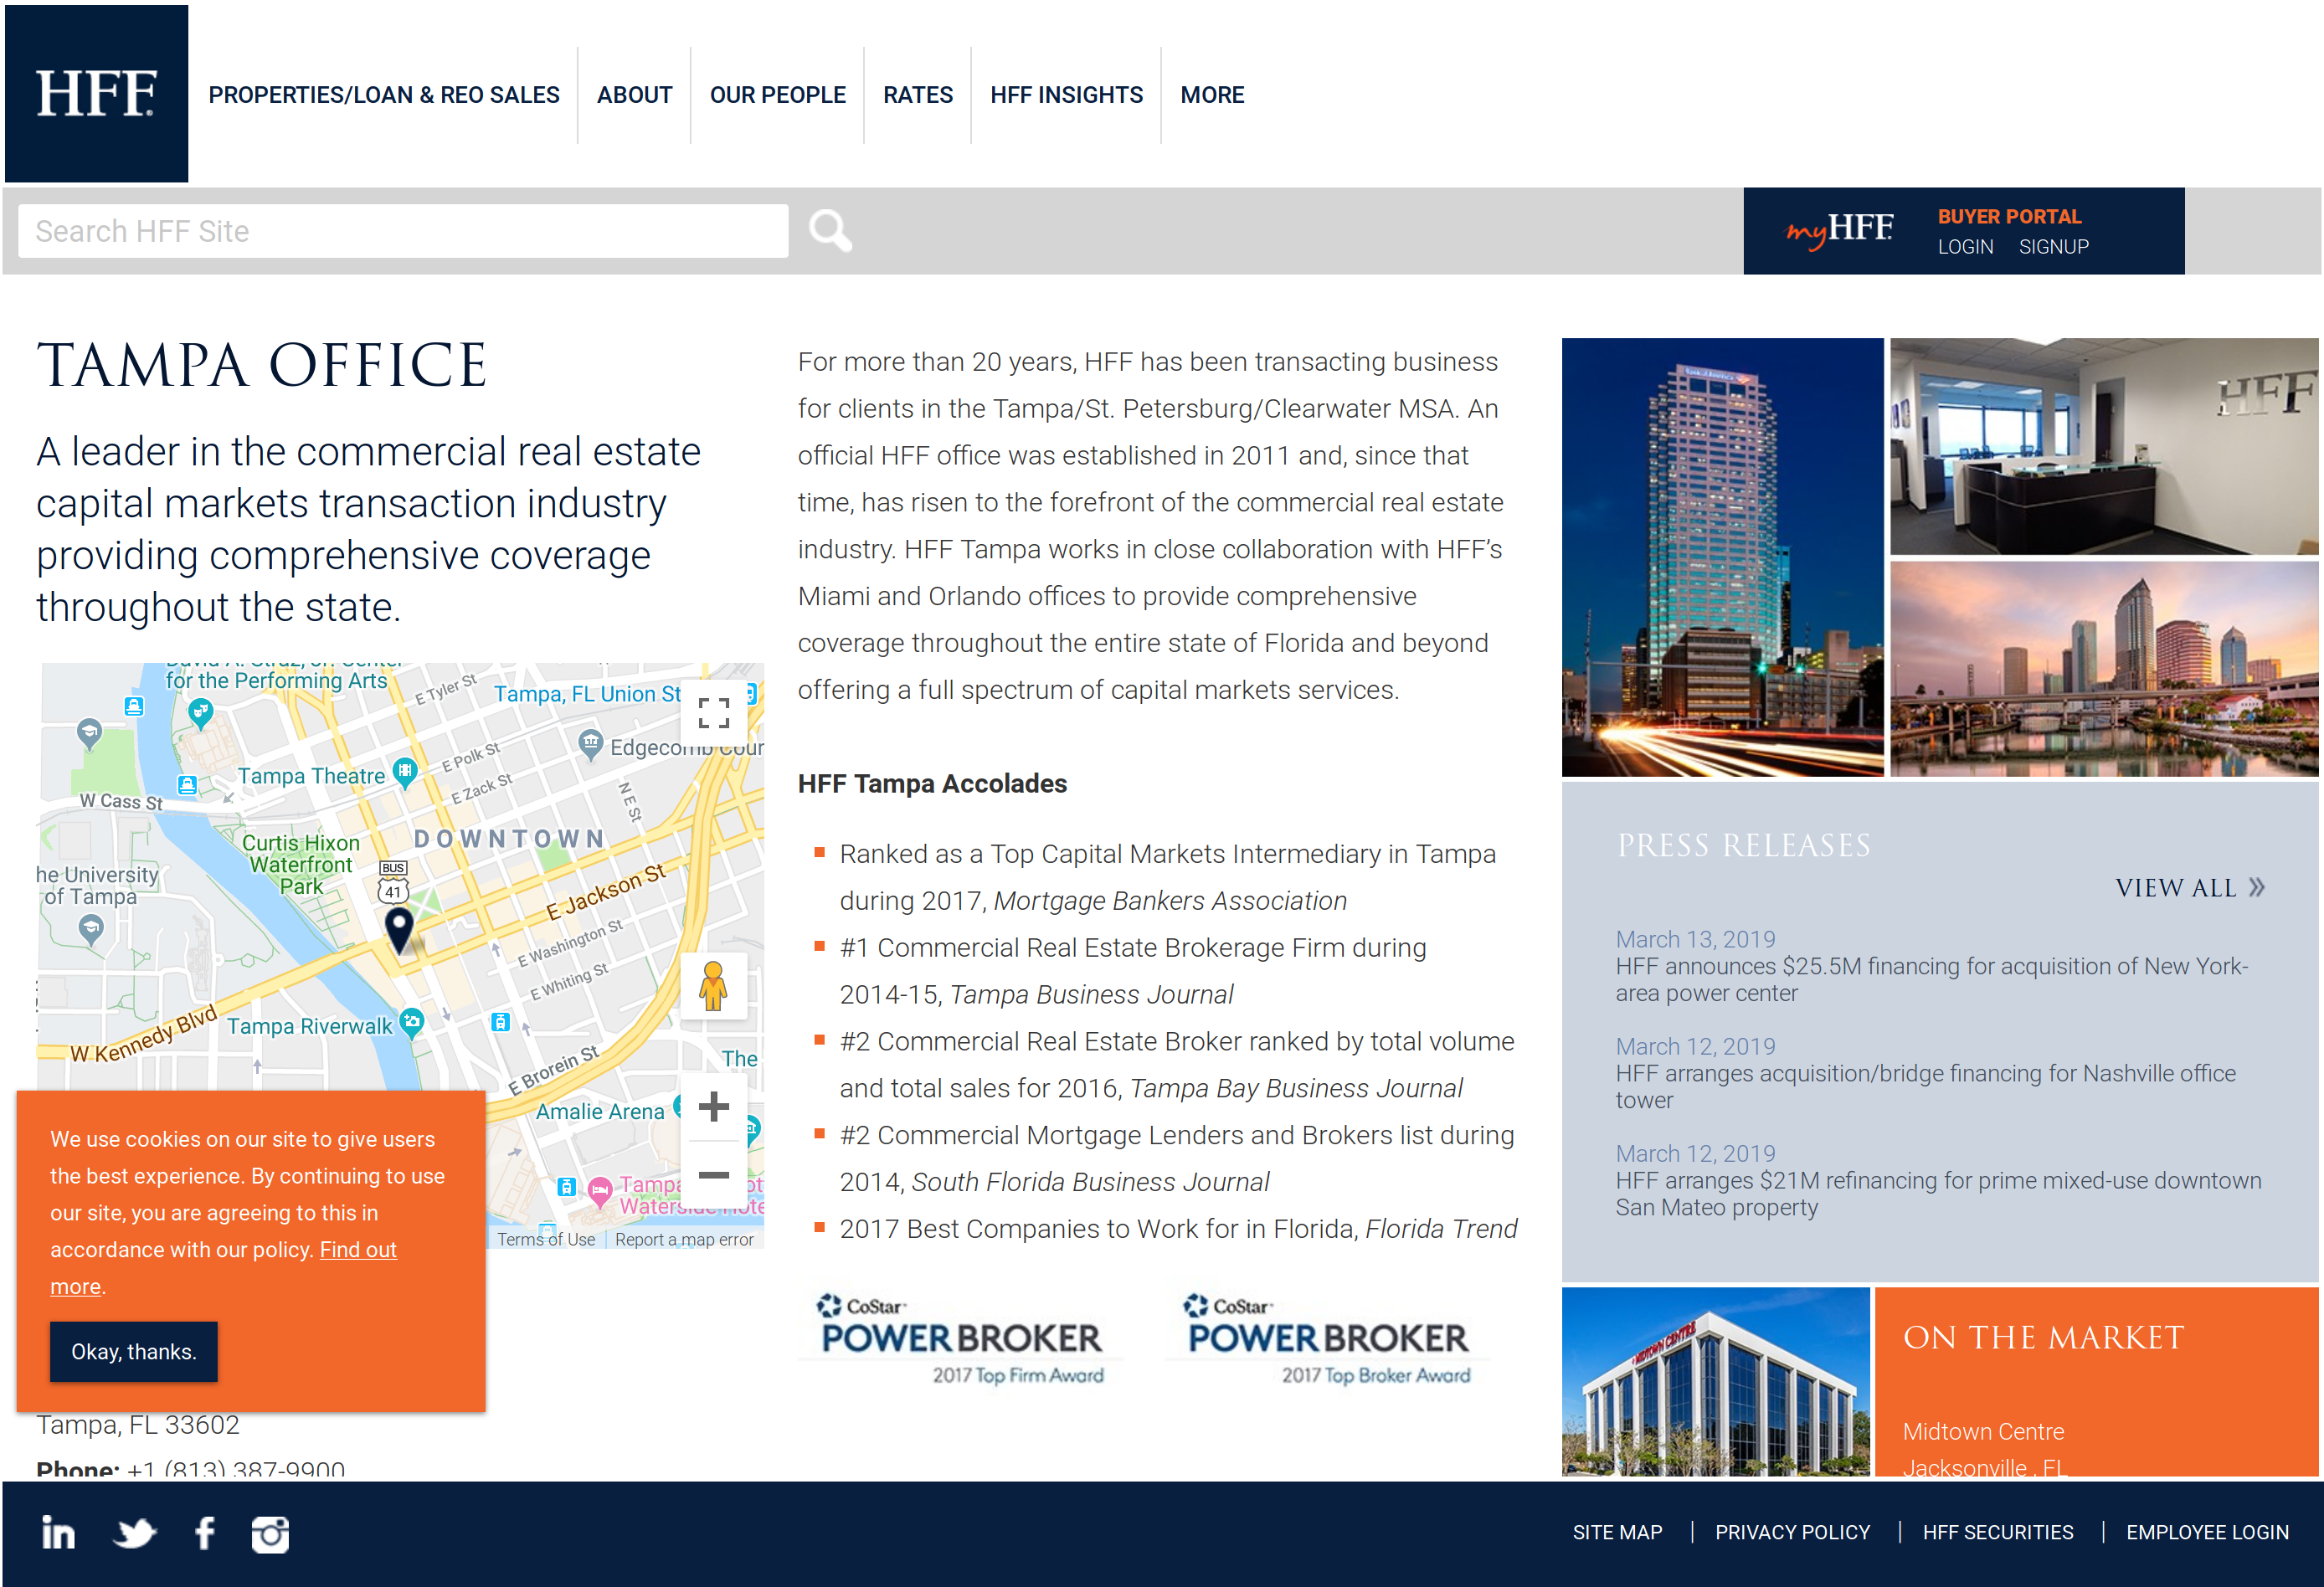 HFF
PROPERTIES/LOAN & REO SALES
ABOUT
OUR PEOPLE
RATES
HFF INSIGHTS
MORE
Search HFF Site
myHFF
BUYER PORTAL
LOGIN SIGNUP
TAMPA OFFICE
A leader in the commercial real estate
capital markets transaction industry
providing comprehensive coverage
throughout the state.
David A. Straz, Jr. Center
for the Performing Arts
E Tyler St
Tampa, FL Union St
Edgecomb Cour
E Polk St
Tampa Theatre
E Zack St
N E St
W Cass St
DOWNTOWN
Curtis Hixon
Waterfront
Park
BUS
41
he University
of Tampa
E Jackson St
E Washington St
E Whiting St
W Kennedy Blvd
Tampa Riverwalk
E Brorein St
The
Amalie Arena
Terms of Use
Report a map error
We use cookies on our site to give users
the best experience. By continuing to use
our site, you are agreeing to this in
accordance with our policy. Find out
more.
Okay, thanks.
Tampa, FL 33602
Phone: +1 (813) 387-9900
For more than 20 years, HFF has been transacting business
for clients in the Tampa/St. Petersburg/Clearwater MSA. An
official HFF office was established in 2011 and, since that
time, has risen to the forefront of the commercial real estate
industry. HFF Tampa works in close collaboration with HFF’s
Miami and Orlando offices to provide comprehensive
coverage throughout the entire state of Florida and beyond
offering a full spectrum of capital markets services.
HFF Tampa Accolades
Ranked as a Top Capital Markets Intermediary in Tampa
during 2017, Mortgage Bankers Association
#1 Commercial Real Estate Brokerage Firm during
2014-15, Tampa Business Journal
#2 Commercial Real Estate Broker ranked by total volume
and total sales for 2016, Tampa Bay Business Journal
#2 Commercial Mortgage Lenders and Brokers list during
2014, South Florida Business Journal
2017 Best Companies to Work for in Florida, Florida Trend
CoStar
POWER BROKER
2017 Top Firm Award
CoStar
POWER BROKER
2017 Top Broker Award
Bank of America
HFF
PRESS RELEASES
VIEW ALL »
March 13, 2019
HFF announces $25.5M financing for acquisition of New York-
area power center
March 12, 2019
HFF arranges acquisition/bridge financing for Nashville office
tower
March 12, 2019
HFF arranges $21M refinancing for prime mixed-use downtown
San Mateo property
MIDTOWN CENTRE
ON THE MARKET
Midtown Centre
Jacksonville , FL
SITE MAP
PRIVACY POLICY
HFF SECURITIES
EMPLOYEE LOGIN